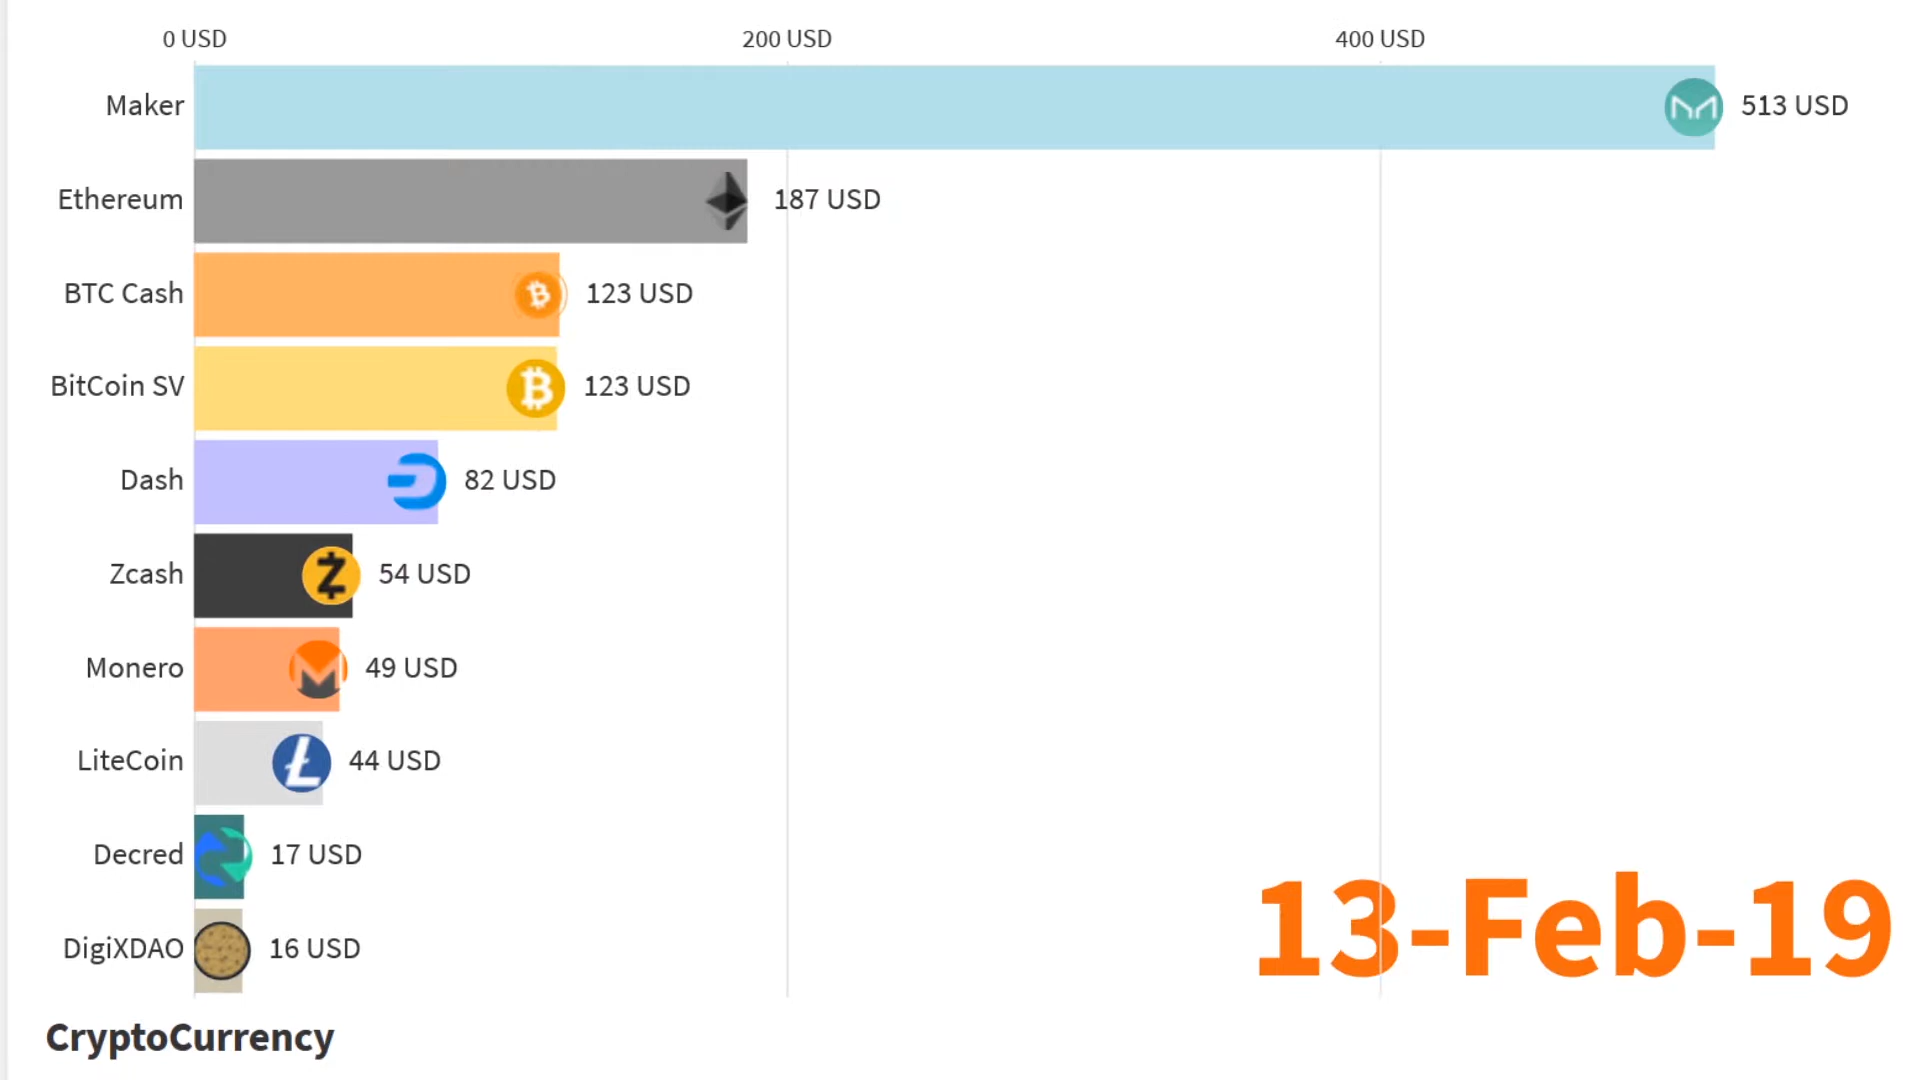 0 USD 200 USD 400 USD
Maker 513 USD
Ethereum 187 USD
BTC Cash 123 USD
BitCoin SV 123 USD
Dash 82 USD
Zcash 54 USD
Monero 49 USD
LiteCoin 44 USD
Decred 17 USD
DigiXDAO 16 USD
13-Feb-19
CryptoCurrency